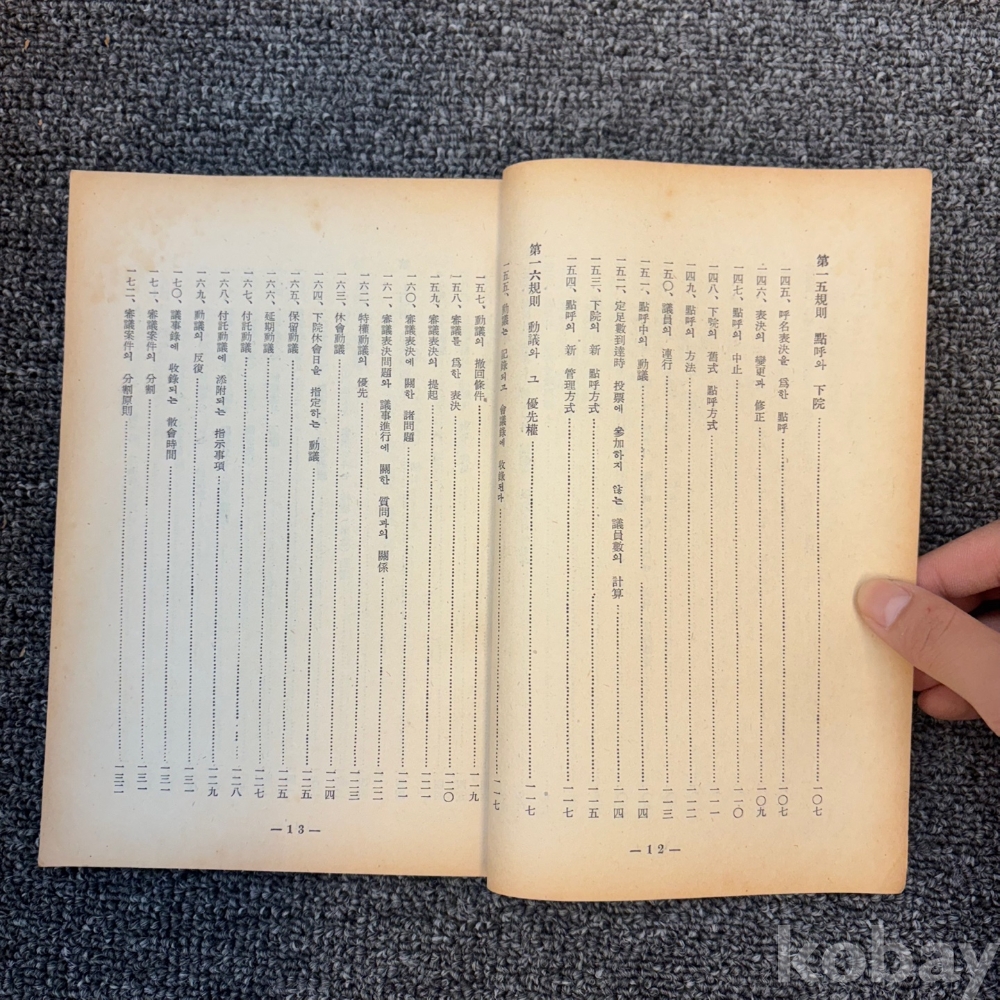 第一五規則 點呼와 下院 一〇七
一四五、呼名表決을 爲한 點呼 一〇七
一四六、表決의 變更과 修正 一〇九
一四七、點呼의 中止 一一〇
一四八、下院의 舊式 點呼方式 一一一
一四九、點呼의 方法 一一二
一五〇、議員의 連行 一一三
一五一、點呼中의 動議 一一四
一五二、定足數到達時 投票에 參加하지 않는 議員數의 計算 一一四
一五三、下院의 新 點呼方式 一一五
一五四、點呼의 新 管理方式 一一七
第一六規則 動議와 그 優先權 一一七
— 1 2 —
一五五、動議는 記錄되고 會議錄에 收錄된다 一一七
一五七、動議의 撤回條件 一一九
一五八、審議를 爲한 表決 一二〇
一五九、審議表決의 提起 一二一
一六〇、審議表決에 關한 諸問題 一二一
一六一、審議表決問題와 議事進行에 關한 質問과의 關係 一二二
一六二、特種動議의 優先 一二三
一六三、休會動議 一二四
一六四、下院休會日을 指定하는 動議 一二五
一六五、保留動議 一二五
一六六、延期動議 一二七
一六七、付託動議 一二八
一六八、付託動議에 添附되는 指示事項 一二九
一六九、動議의 反復 一三一
一七〇、議事錄에 收錄되는 散會時間 一三一
一七一、審議案件의 分割 一三一
一七二、審議案件의 分割原則 一三二
— 1 3 —
kobay